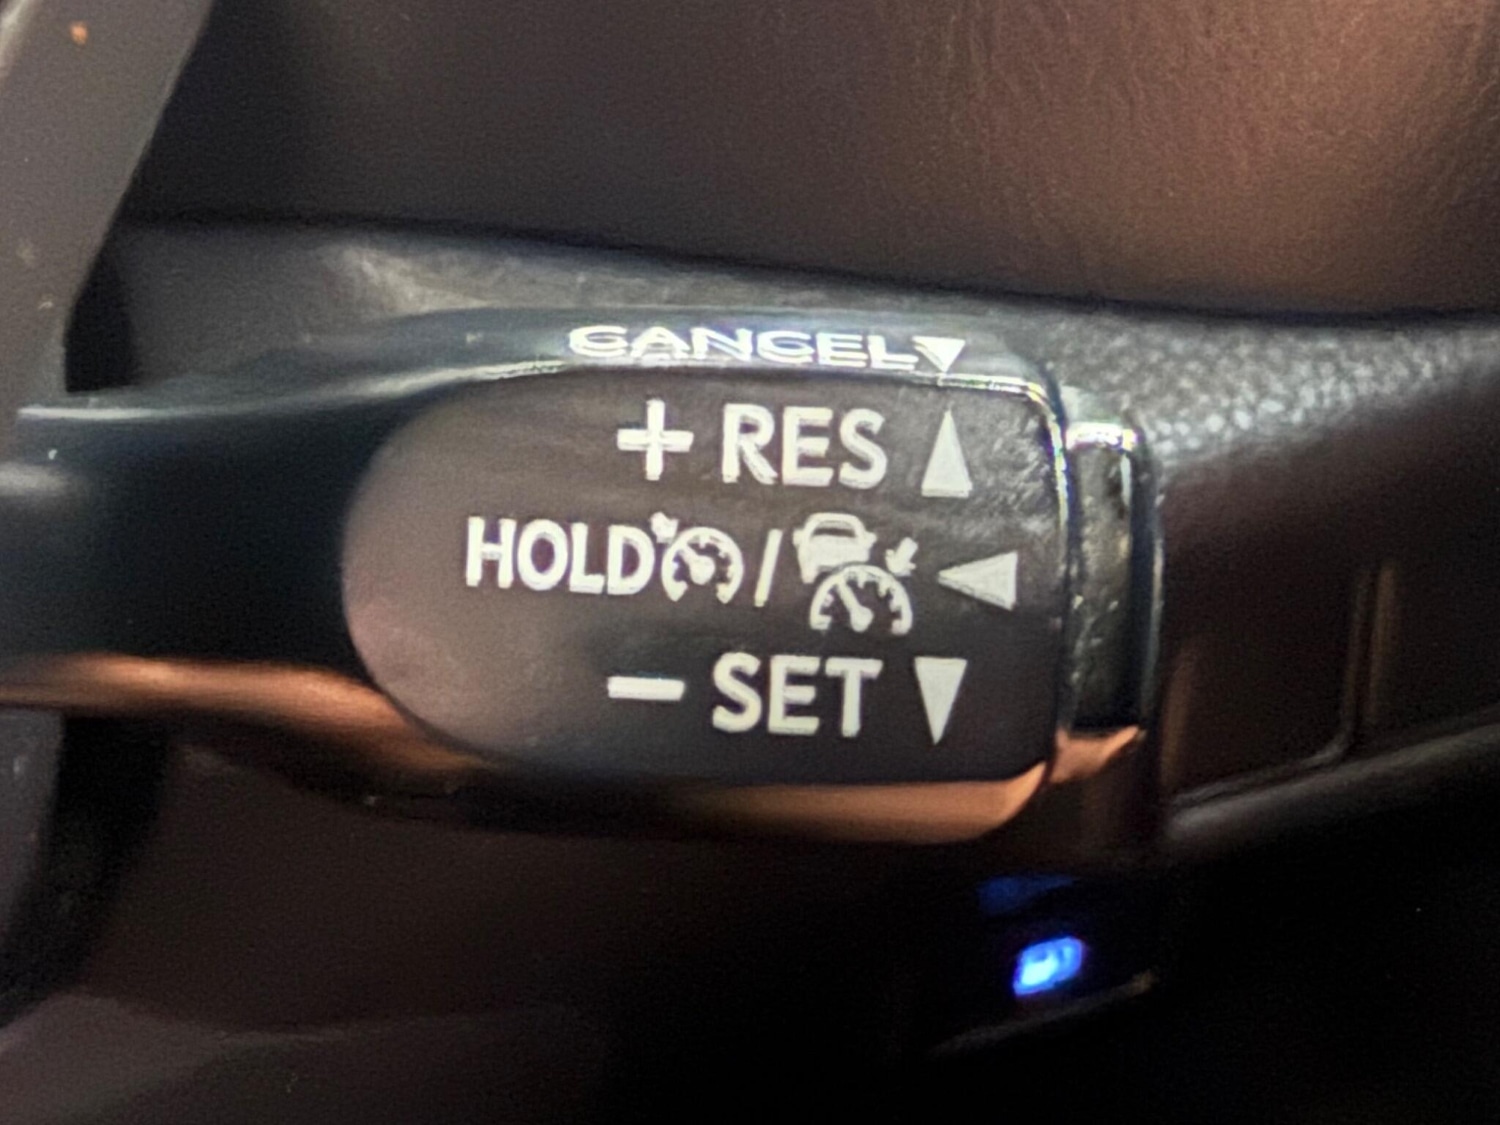 CANCEL▼
+ RES ▲
HOLD / ◀
− SET ▼